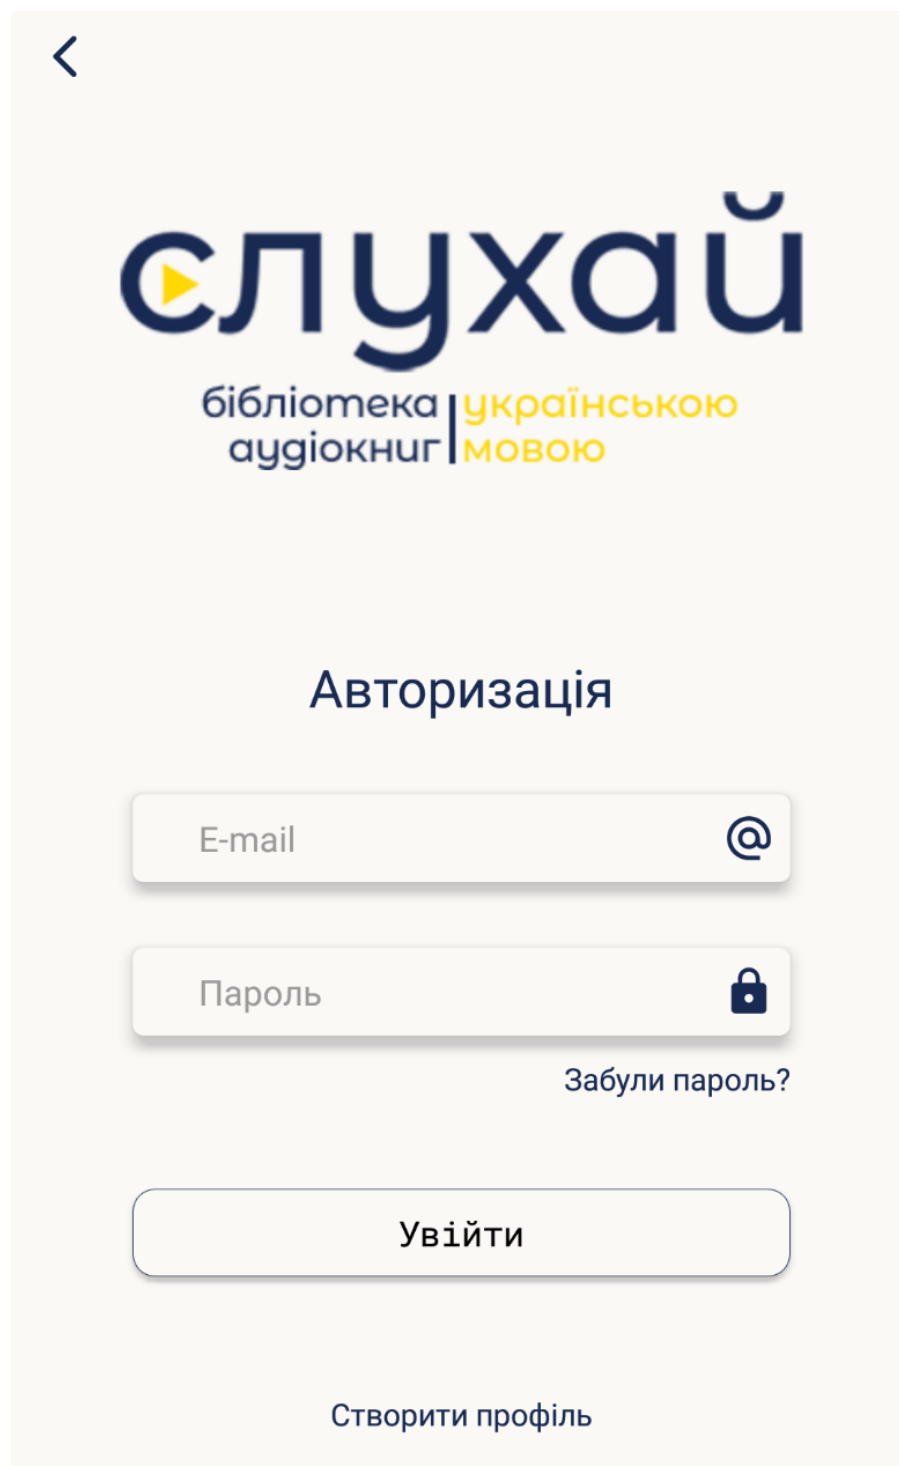 слухай
бібліотека українською
аудіокниг мовою
Авторизація
E-mail
Пароль
Забули пароль?
Увійти
Створити профіль